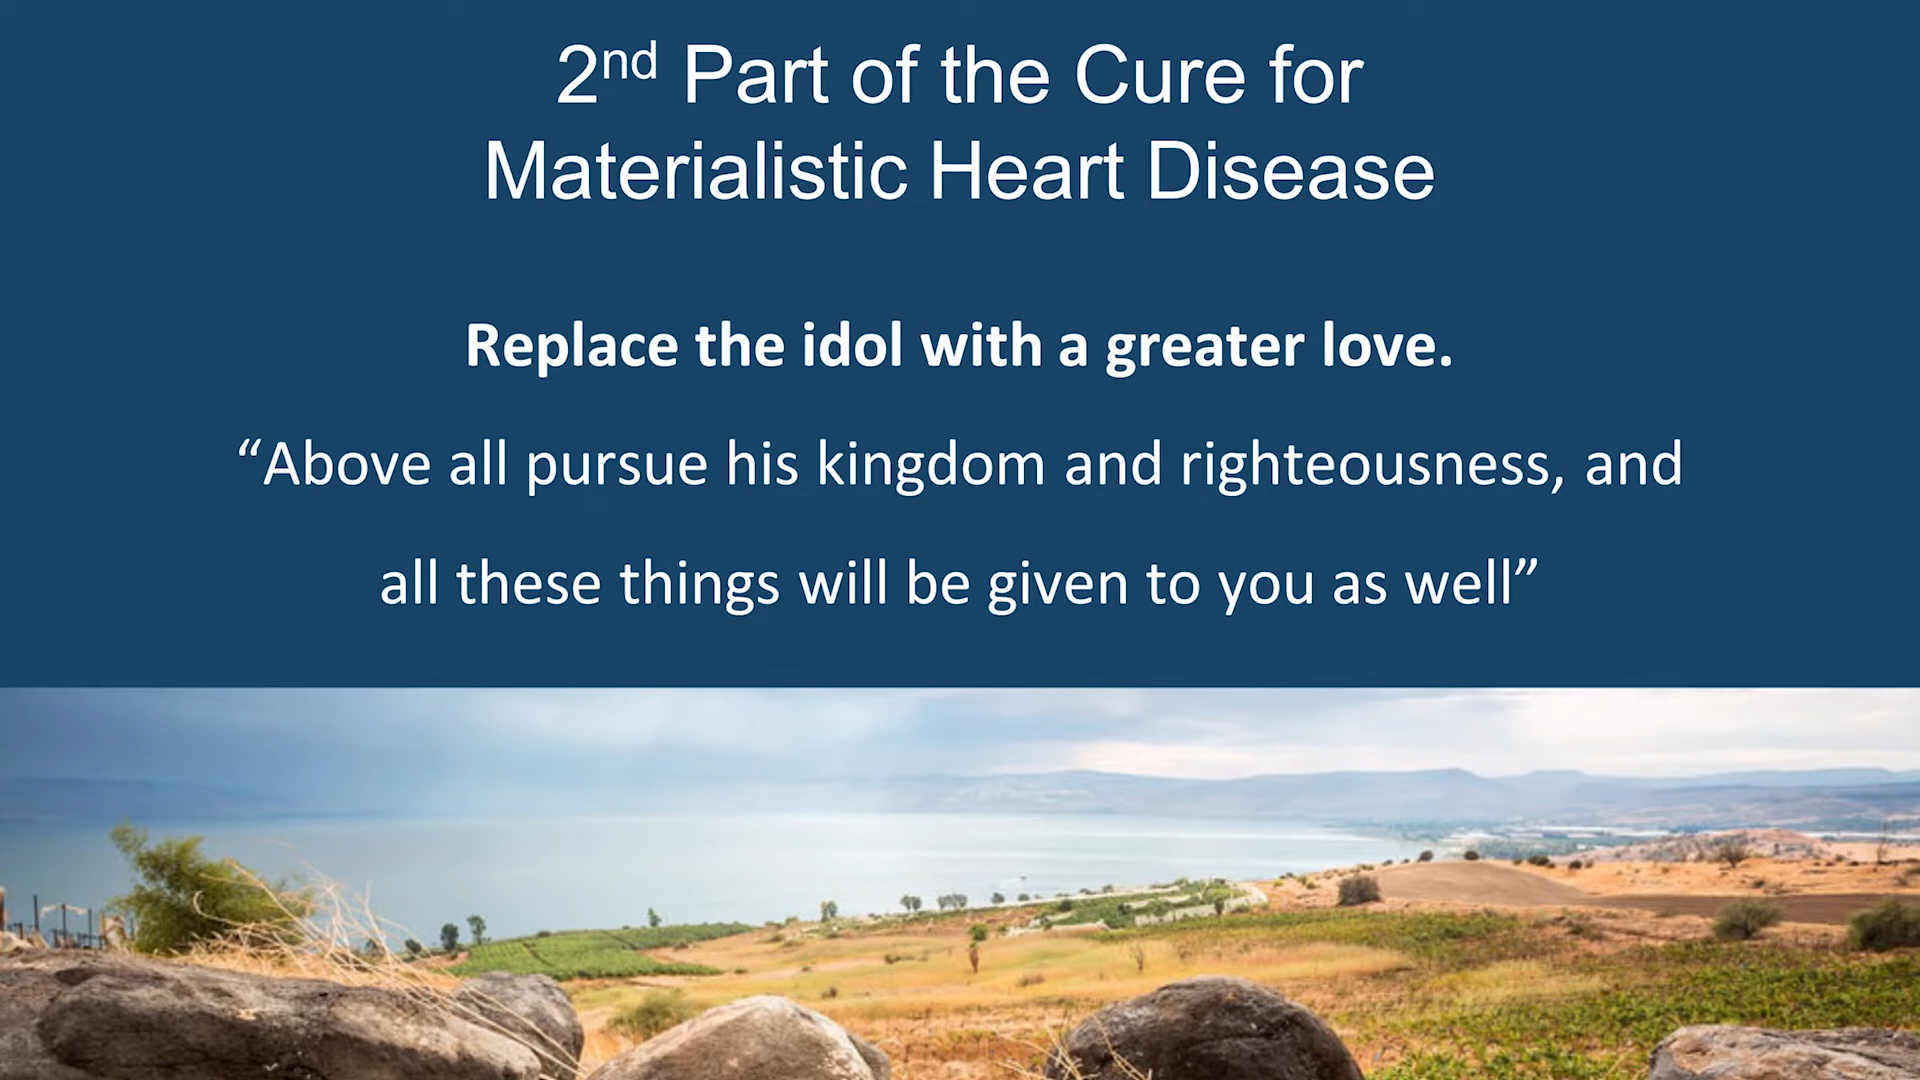 2nd Part of the Cure for
Materialistic Heart Disease
Replace the idol with a greater love.
“Above all pursue his kingdom and righteousness, and
all these things will be given to you as well”